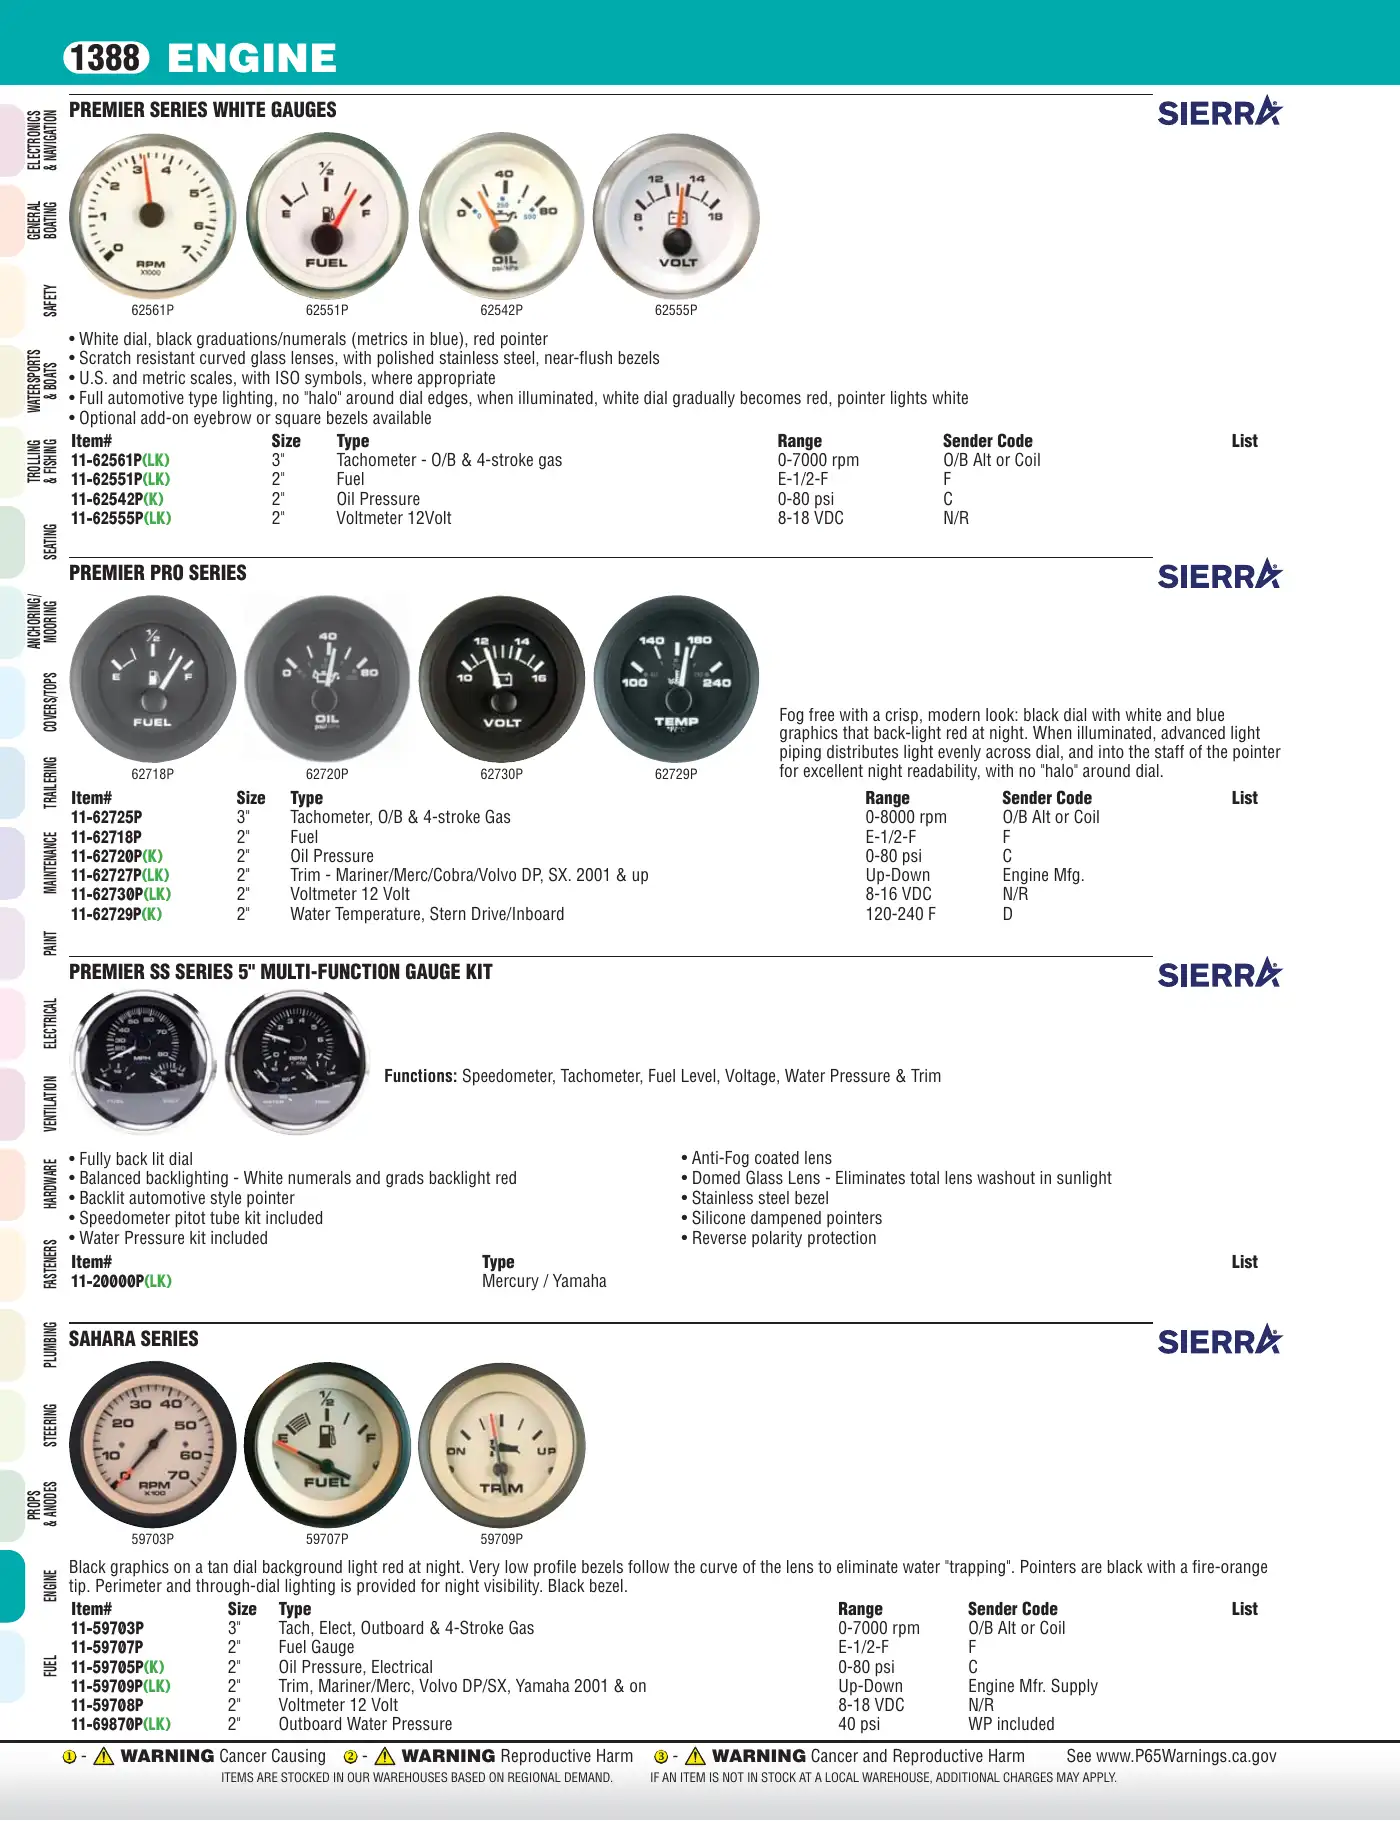 1388 ENGINE
ELECTRONICS
& NAVIGATION
GENERAL
BOATING
SAFETY
WATERSPORTS
& BOATS
TROLLING
& FISHING
SEATING
ANCHORING/
MOORING
COVERS/TOPS
TRAILERING
MAINTENANCE
PAINT
ELECTRICAL
VENTILATION
HARDWARE
FASTENERS
PLUMBING
STEERING
PROPS
& ANODES
ENGINE
FUEL
PREMIER SERIES WHITE GAUGES
SIERRA
62561P 62551P 62542P 62555P
• White dial, black graduations/numerals (metrics in blue), red pointer
• Scratch resistant curved glass lenses, with polished stainless steel, near-flush bezels
• U.S. and metric scales, with ISO symbols, where appropriate
• Full automotive type lighting, no "halo" around dial edges, when illuminated, white dial gradually becomes red, pointer lights white
• Optional add-on eyebrow or square bezels available
Item# Size Type Range Sender Code List
11-62561P(LK) 3" Tachometer - O/B & 4-stroke gas 0-7000 rpm O/B Alt or Coil
11-62551P(LK) 2" Fuel E-1/2-F F
11-62542P(K) 2" Oil Pressure 0-80 psi C
11-62555P(LK) 2" Voltmeter 12Volt 8-18 VDC N/R
PREMIER PRO SERIES
SIERRA
62718P 62720P 62730P 62729P
Fog free with a crisp, modern look: black dial with white and blue
graphics that back-light red at night. When illuminated, advanced light
piping distributes light evenly across dial, and into the staff of the pointer
for excellent night readability, with no "halo" around dial.
Item# Size Type Range Sender Code List
11-62725P 3" Tachometer, O/B & 4-stroke Gas 0-8000 rpm O/B Alt or Coil
11-62718P 2" Fuel E-1/2-F F
11-62720P(K) 2" Oil Pressure 0-80 psi C
11-62727P(LK) 2" Trim - Mariner/Merc/Cobra/Volvo DP, SX. 2001 & up Up-Down Engine Mfg.
11-62730P(LK) 2" Voltmeter 12 Volt 8-16 VDC N/R
11-62729P(K) 2" Water Temperature, Stern Drive/Inboard 120-240 F D
PREMIER SS SERIES 5" MULTI-FUNCTION GAUGE KIT
SIERRA
Functions: Speedometer, Tachometer, Fuel Level, Voltage, Water Pressure & Trim
• Fully back lit dial
• Balanced backlighting - White numerals and grads backlight red
• Backlit automotive style pointer
• Speedometer pitot tube kit included
• Water Pressure kit included
• Anti-Fog coated lens
• Domed Glass Lens - Eliminates total lens washout in sunlight
• Stainless steel bezel
• Silicone dampened pointers
• Reverse polarity protection
Item# Type List
11-20000P(LK) Mercury / Yamaha
SAHARA SERIES
SIERRA
59703P 59707P 59709P
Black graphics on a tan dial background light red at night. Very low profile bezels follow the curve of the lens to eliminate water "trapping". Pointers are black with a fire-orange
tip. Perimeter and through-dial lighting is provided for night visibility. Black bezel.
Item# Size Type Range Sender Code List
11-59703P 3" Tach, Elect, Outboard & 4-Stroke Gas 0-7000 rpm O/B Alt or Coil
11-59707P 2" Fuel Gauge E-1/2-F F
11-59705P(K) 2" Oil Pressure, Electrical 0-80 psi C
11-59709P(LK) 2" Trim, Mariner/Merc, Volvo DP/SX, Yamaha 2001 & on Up-Down Engine Mfr. Supply
11-59708P 2" Voltmeter 12 Volt 8-18 VDC N/R
11-69870P(LK) 2" Outboard Water Pressure 40 psi WP included
1 - WARNING Cancer Causing 2 - WARNING Reproductive Harm 3 - WARNING Cancer and Reproductive Harm See www.P65Warnings.ca.gov
ITEMS ARE STOCKED IN OUR WAREHOUSES BASED ON REGIONAL DEMAND. IF AN ITEM IS NOT IN STOCK AT A LOCAL WAREHOUSE, ADDITIONAL CHARGES MAY APPLY.